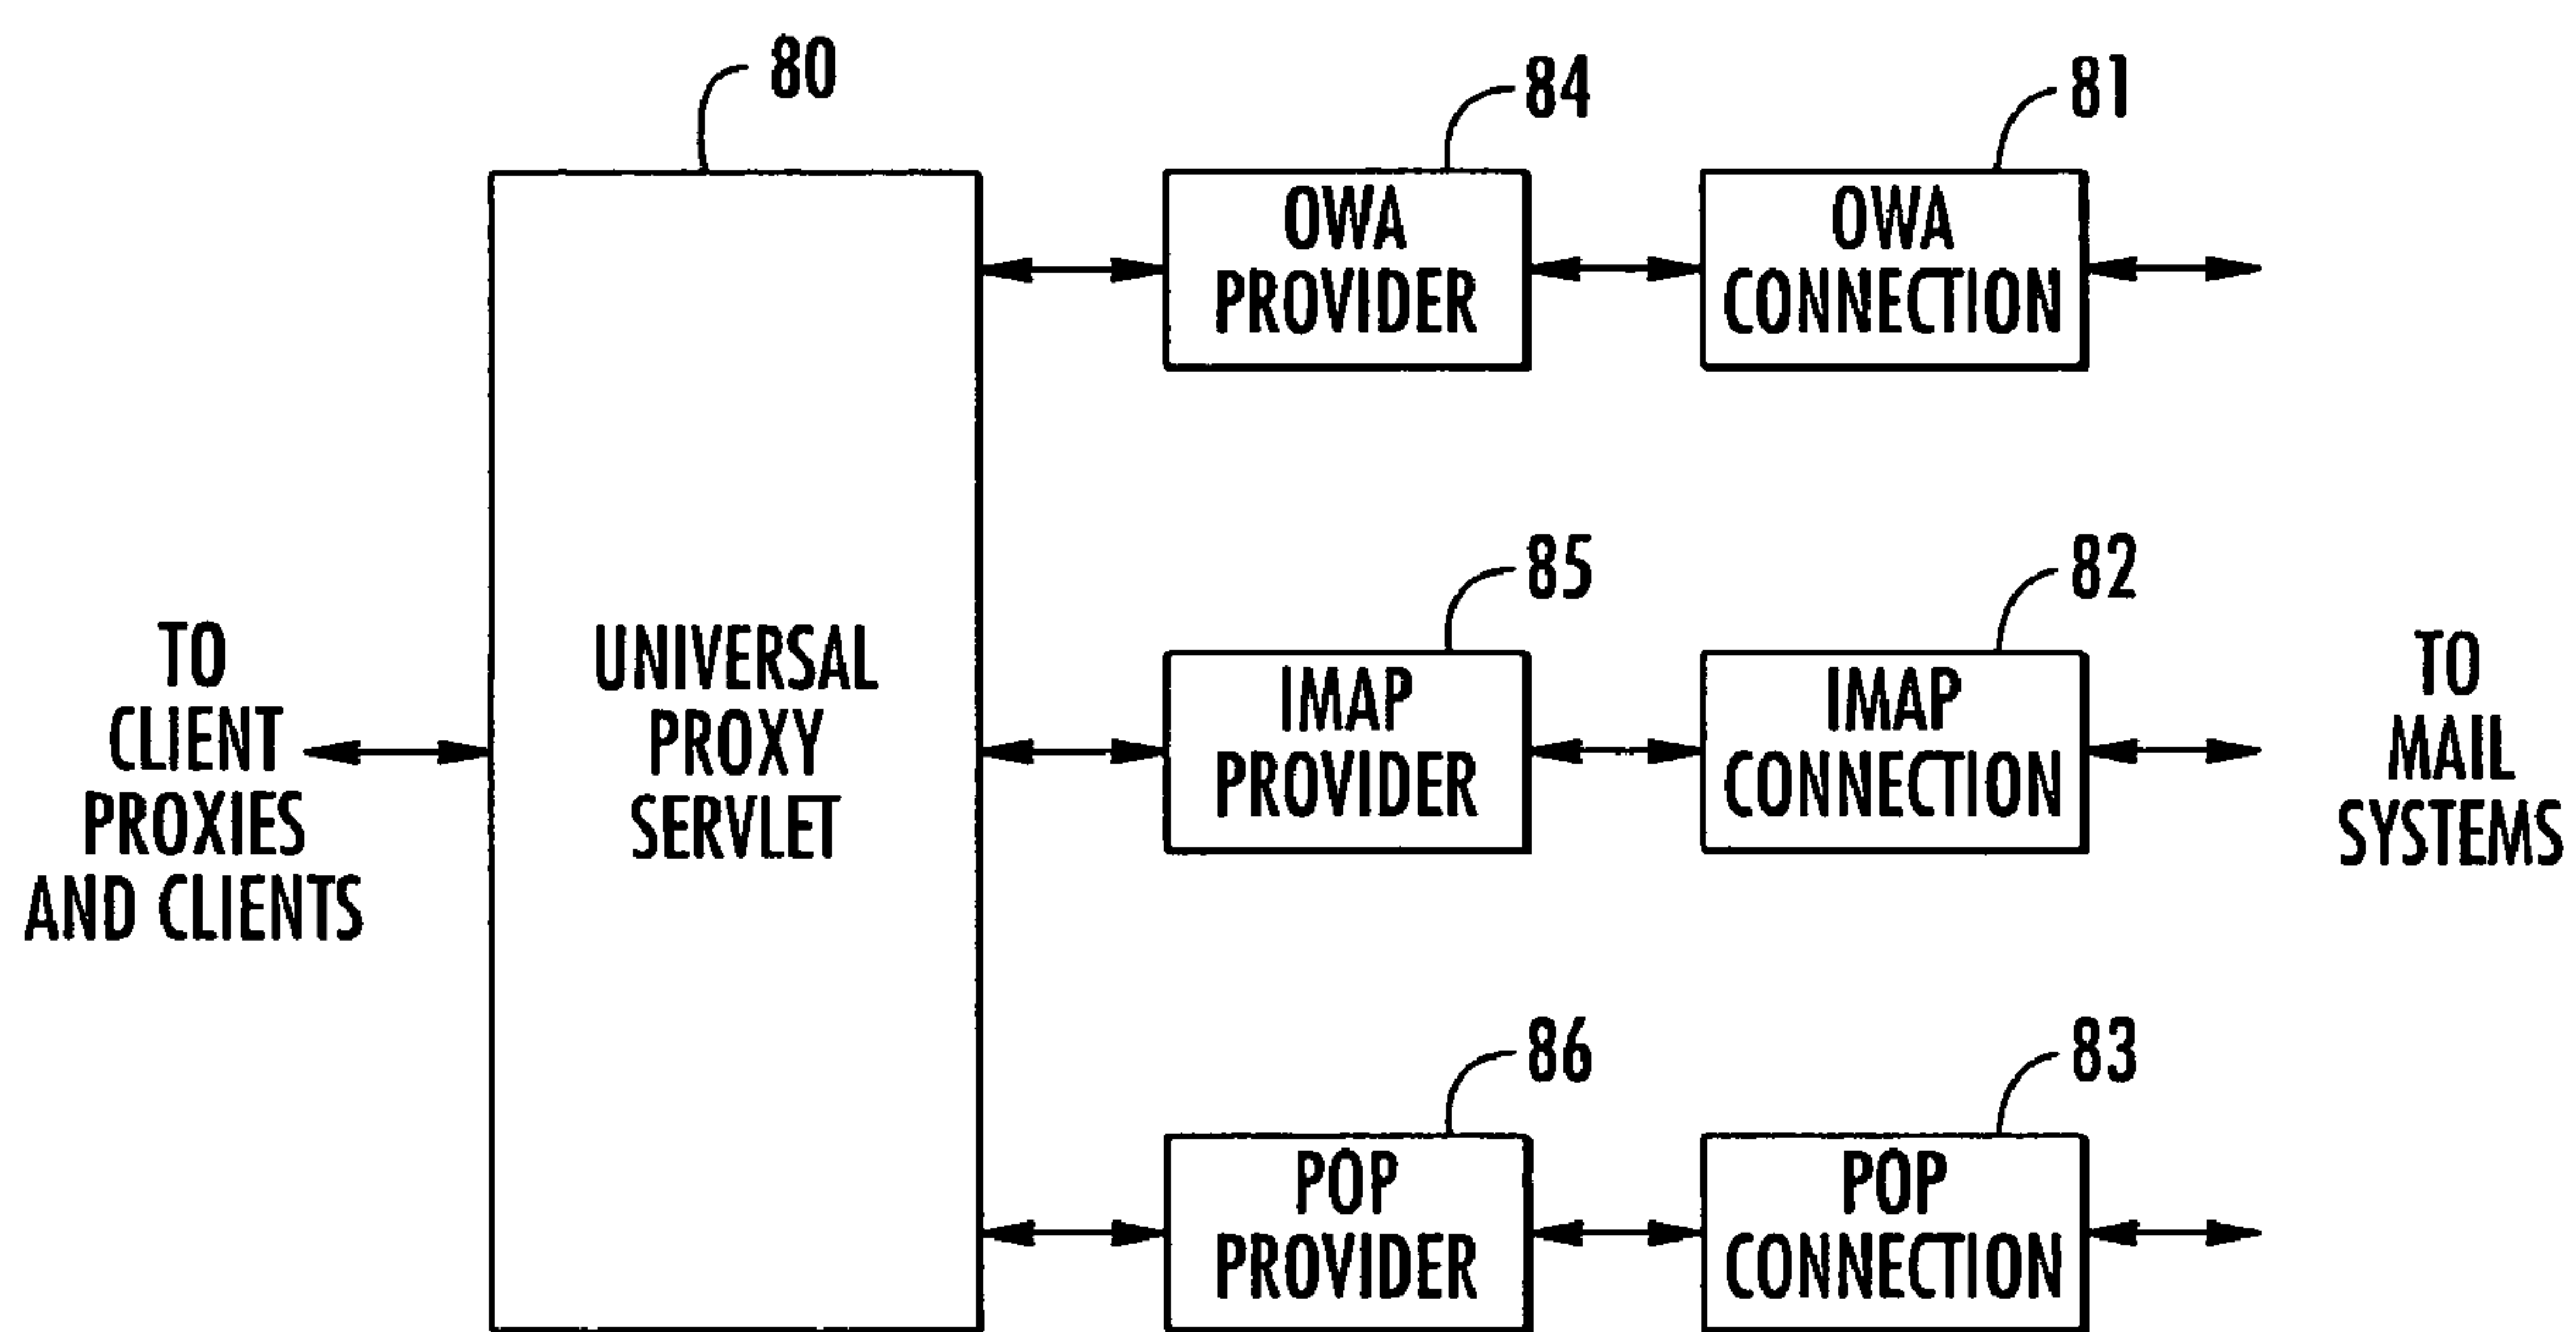 80
84
81
OWA
PROVIDER
OWA
CONNECTION
85
82
TO
CLIENT
PROXIES
AND CLIENTS
UNIVERSAL
PROXY
SERVLET
IMAP
PROVIDER
IMAP
CONNECTION
TO
MAIL
SYSTEMS
86
83
POP
PROVIDER
POP
CONNECTION